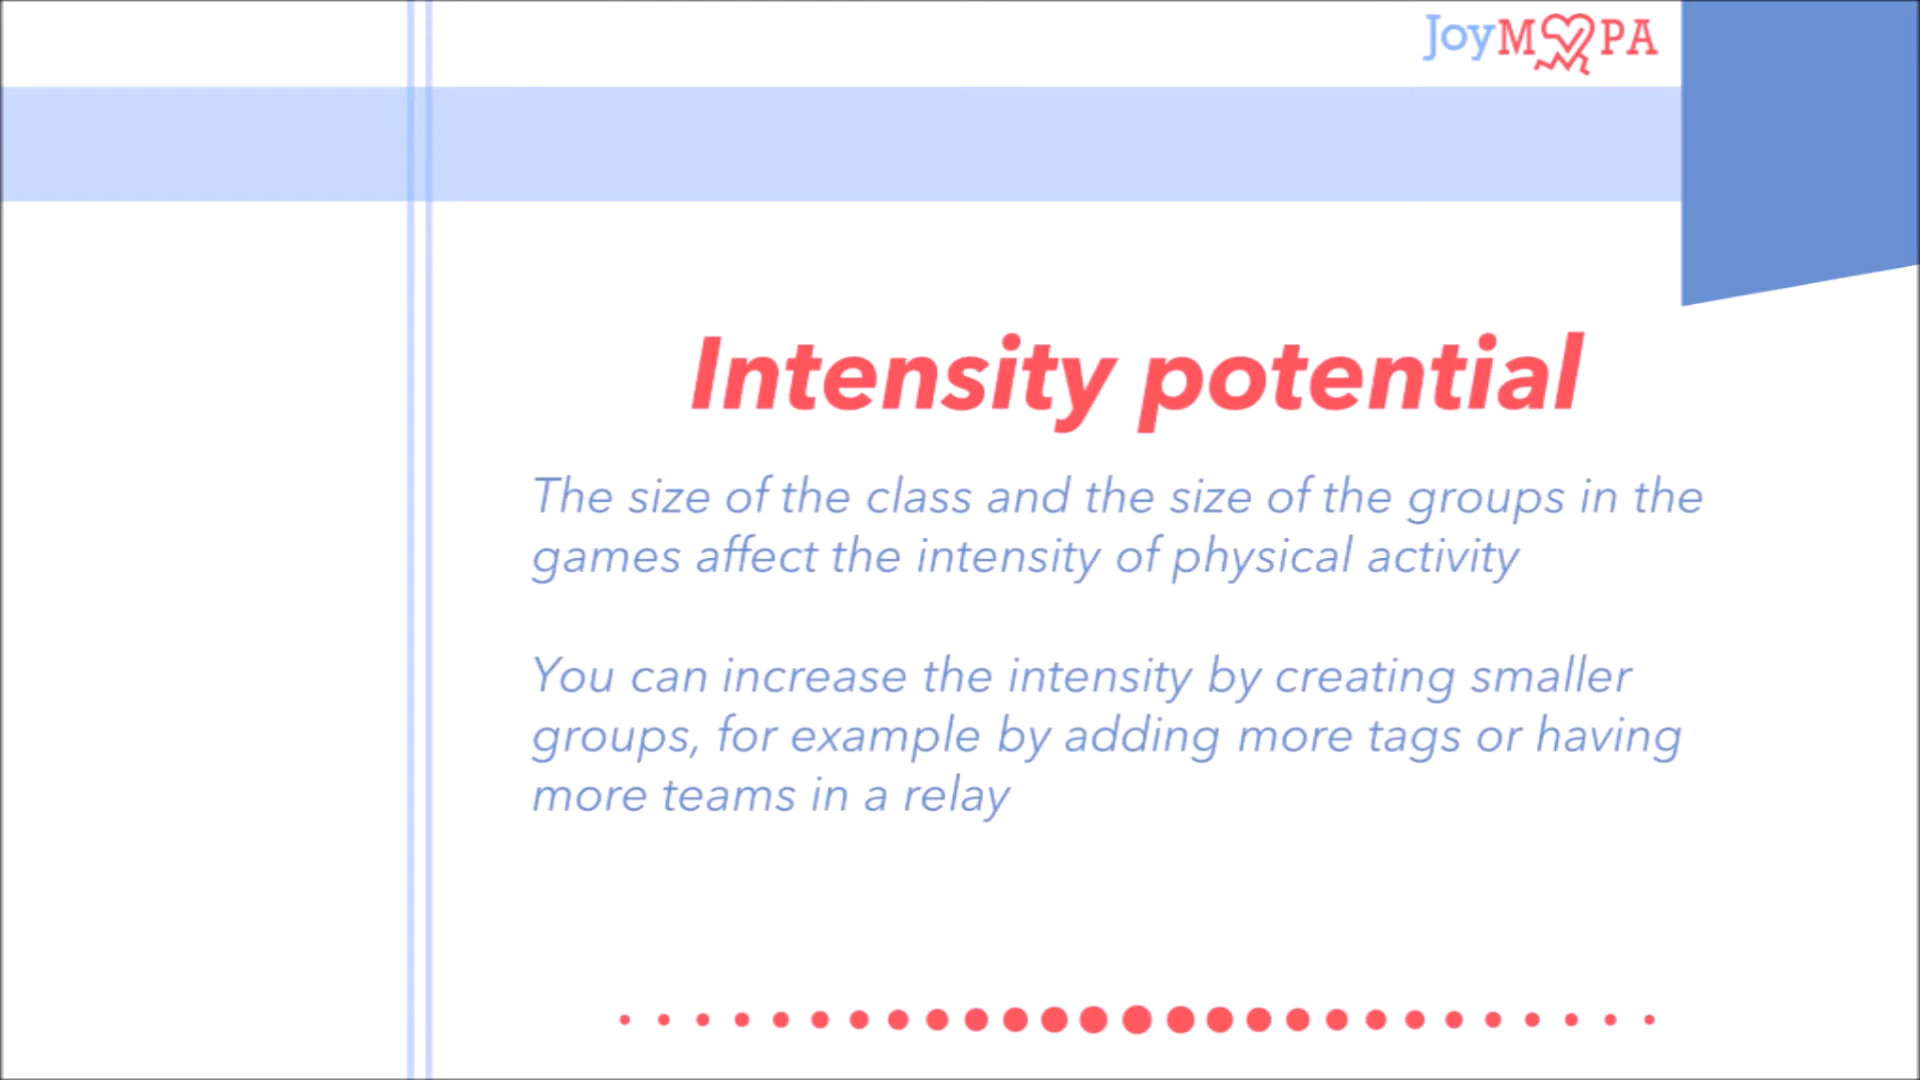 JoyMVPA
Intensity potential
The size of the class and the size of the groups in the
games affect the intensity of physical activity
You can increase the intensity by creating smaller
groups, for example by adding more tags or having
more teams in a relay